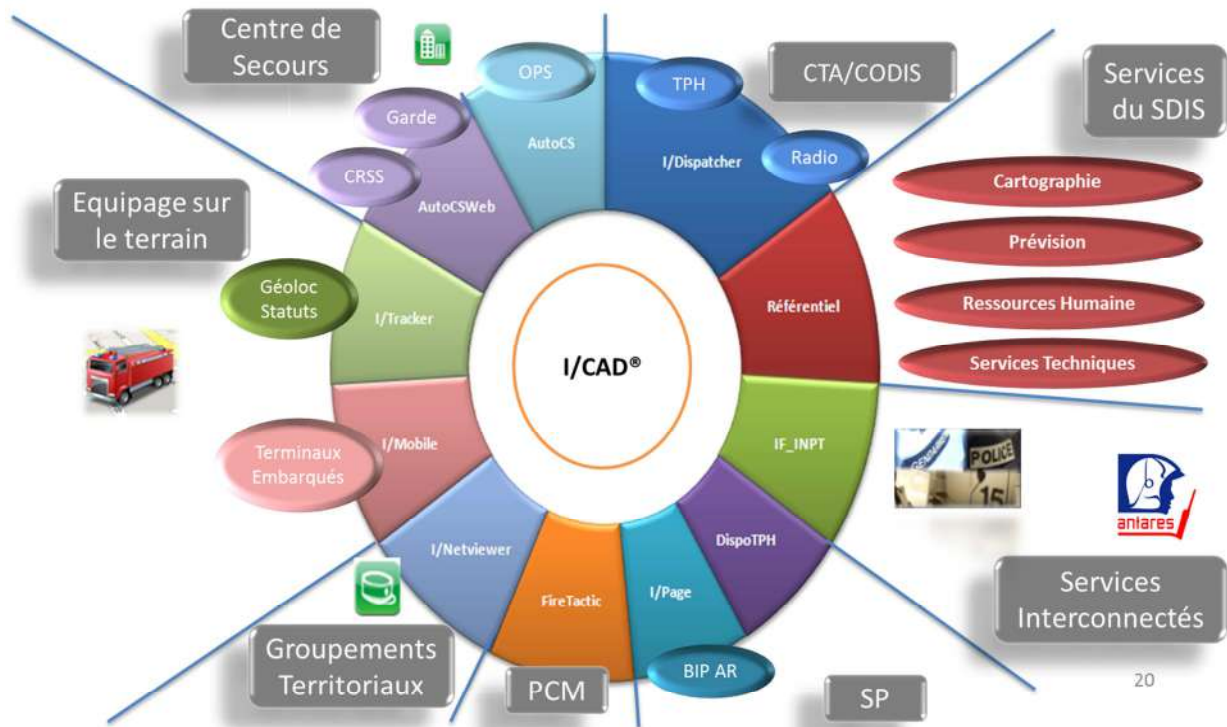 Centre de
Secours
OPS
TPH
CTA/CODIS
Services
du SDIS
Garde
AutoCS
I/Dispatcher
Radio
CRSS
AutoCSWeb
Cartographie
Equipage sur
le terrain
Prévision
Géoloc
Statuts
I/Tracker
Référentiel
Ressources Humaine
I/CAD®
Services Techniques
I/Mobile
IF_INPT
Terminaux
Embarqués
GENDARMERIE
POLICE
15
antares
I/Netviewer
FireTactic
I/Page
DispoTPH
Services
Interconnectés
Groupements
Territoriaux
PCM
BIP AR
SP
20